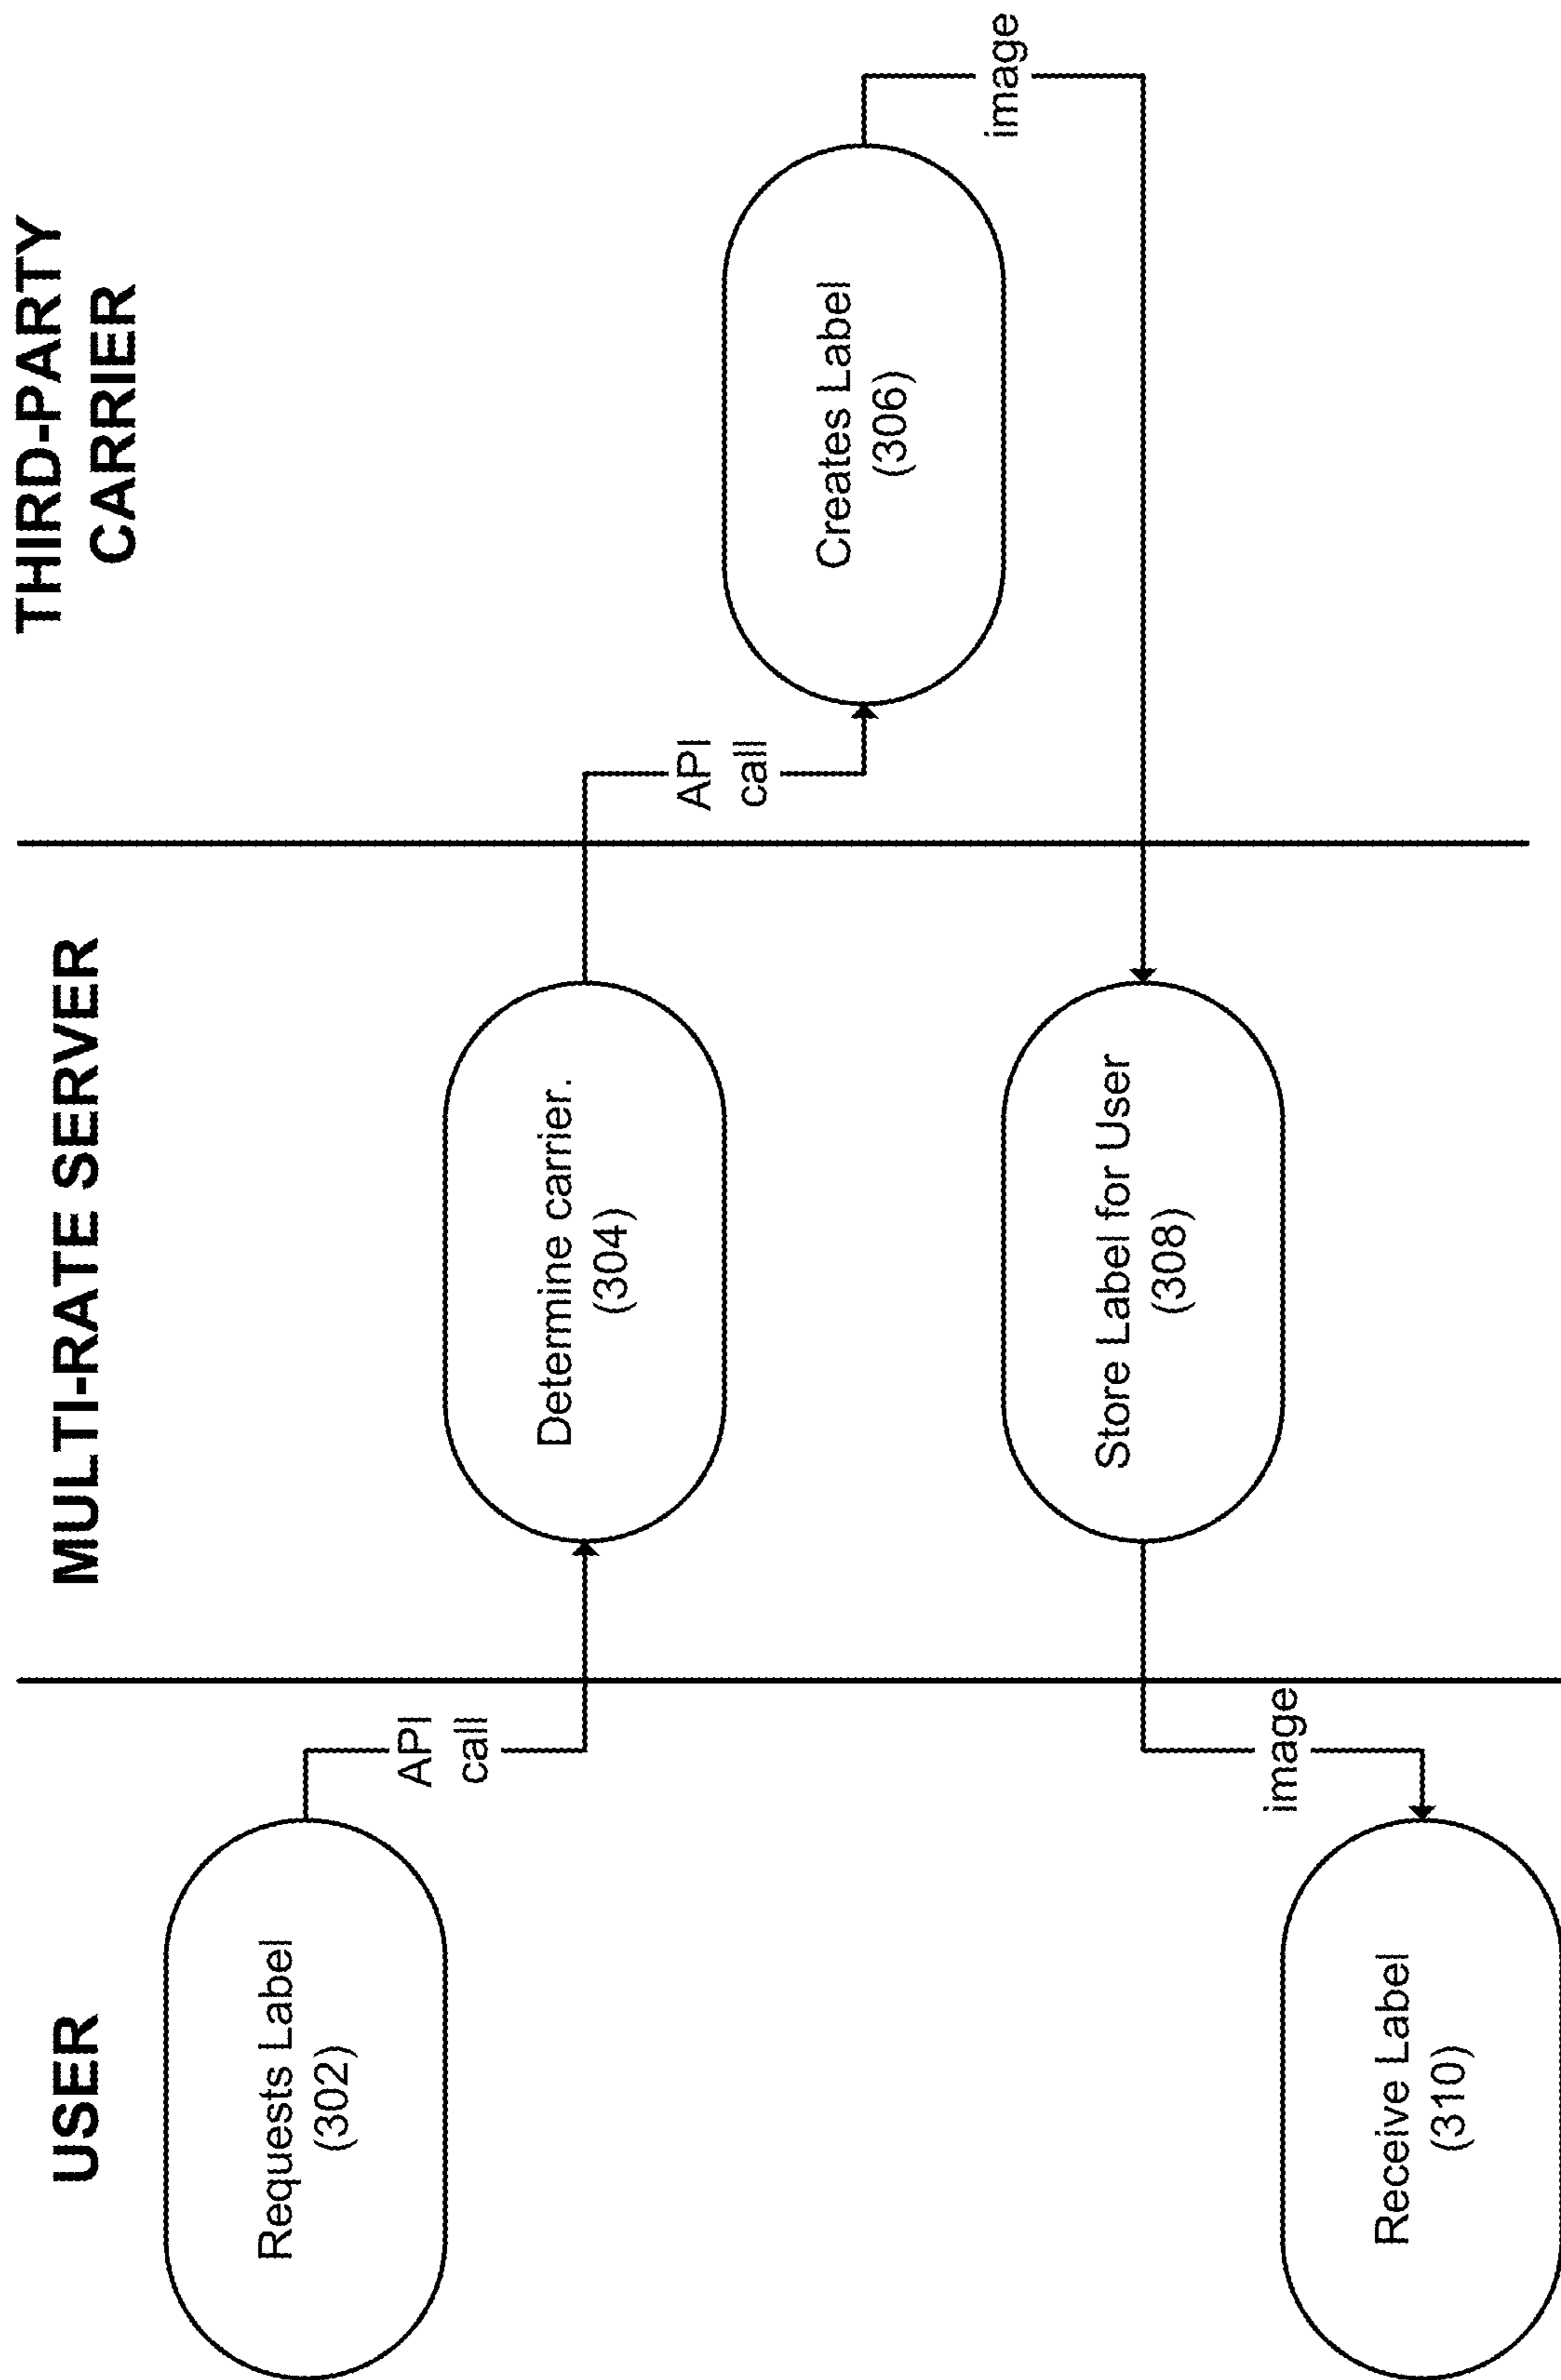 USER
MULTI-RATE SERVER
THIRD-PARTY
CARRIER
Requests Label
(302)
API
call
Determine carrier.
(304)
API
call
Creates Label
(306)
image
Store Label for User
(308)
image
Receive Label
(310)